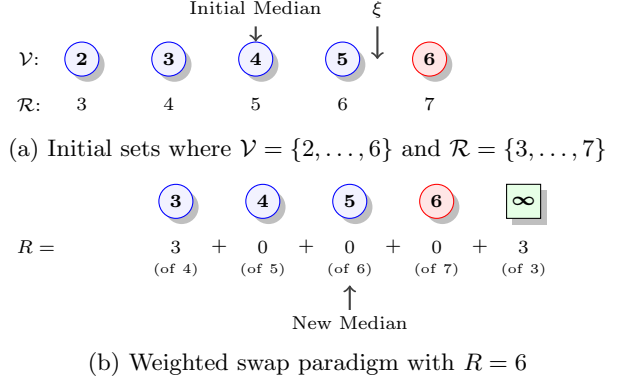 Initial Median ξ
𝒱: 2 3 4 5 6
ℛ: 3 4 5 6 7
(a) Initial sets where 𝒱 = {2, . . . , 6} and ℛ = {3, . . . , 7}
3 4 5 6 ∞
R = 3 + 0 + 0 + 0 + 3
(of 4) (of 5) (of 6) (of 7) (of 3)
New Median
(b) Weighted swap paradigm with R = 6